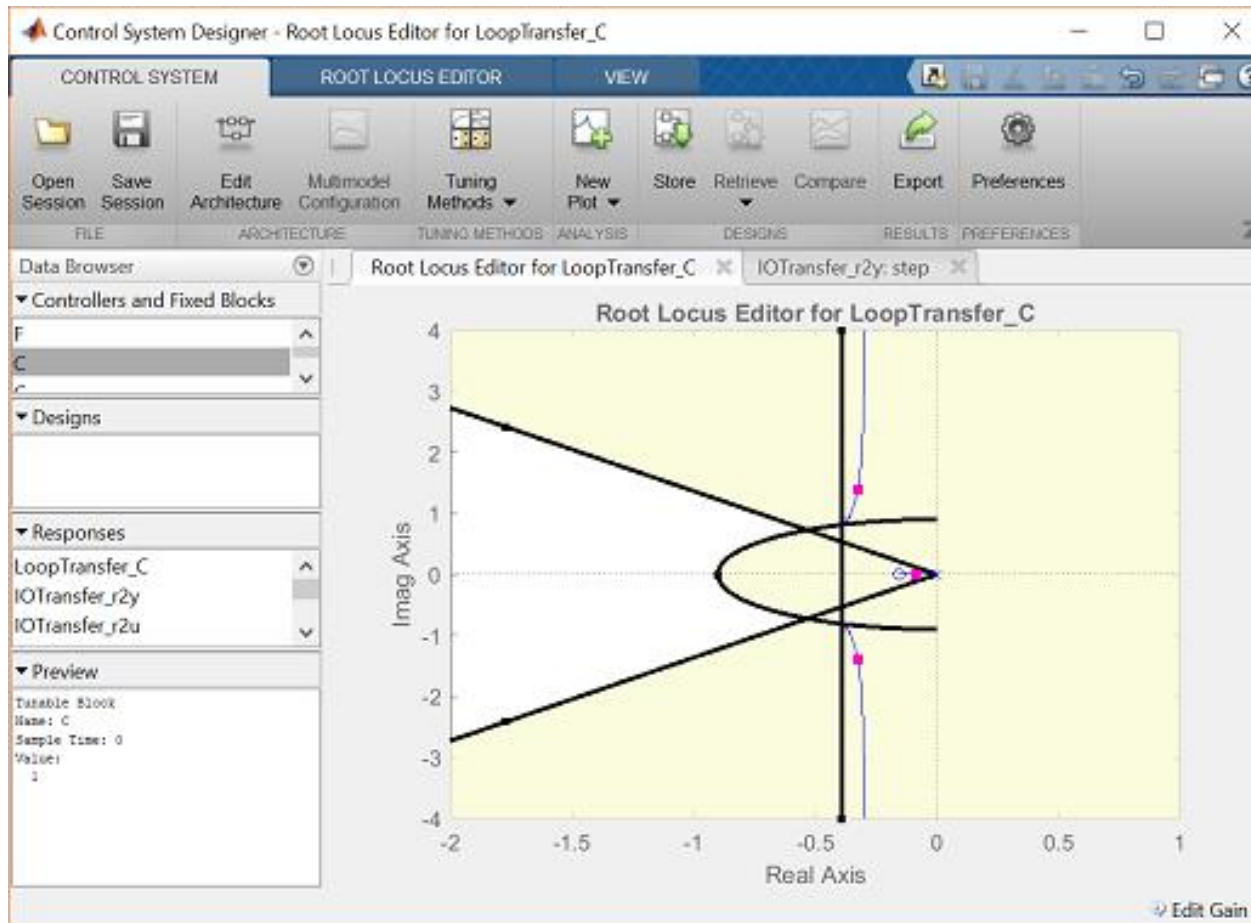 Control System Designer - Root Locus Editor for LoopTransfer_C
CONTROL SYSTEM ROOT LOCUS EDITOR VIEW
Open Session
Save Session
Edit Architecture
Multimodel Configuration
Tuning Methods
New Plot
Store
Retrieve
Compare
Export
Preferences
FILE ARCHITECTURE TUNING METHODS ANALYSIS DESIGNS RESULTS PREFERENCES
Data Browser
Controllers and Fixed Blocks
F
C
Designs
Responses
LoopTransfer_C
IOTransfer_r2y
IOTransfer_r2u
Preview
Tunable Block
Name: C
Sample Time: 0
Value:
1
Root Locus Editor for LoopTransfer_C
IOTransfer_r2y: step
Root Locus Editor for LoopTransfer_C
4
3
2
1
0
-1
-2
-3
-4
Imag Axis
-2 -1.5 -1 -0.5 0 0.5 1
Real Axis
Edit Gain